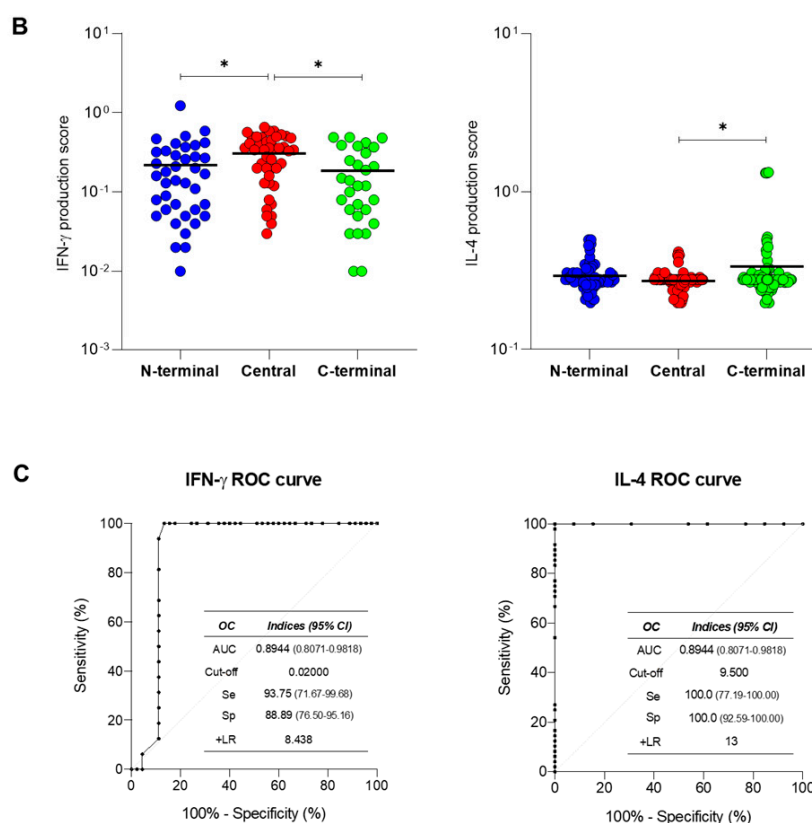 B
IFN-γ production score
10¹
10⁰
10⁻¹
10⁻²
10⁻³
*
*
N-terminal Central C-terminal
IL-4 production score
10¹
10⁰
10⁻¹
*
N-terminal Central C-terminal
C
IFN-γ ROC curve
Sensitivity (%)
100
80
60
40
20
0
OC Indices (95% CI)
AUC 0.8944 (0.8071-0.9818)
Cut-off 0.02000
Se 93.75 (71.67-99.68)
Sp 88.89 (76.50-95.16)
+LR 8.438
0 20 40 60 80 100
100% - Specificity (%)
IL-4 ROC curve
Sensitivity (%)
100
80
60
40
20
0
OC Indices (95% CI)
AUC 0.8944 (0.8071-0.9818)
Cut-off 9.500
Se 100.0 (77.19-100.00)
Sp 100.0 (92.59-100.00)
+LR 13
0 20 40 60 80 100
100% - Specificity (%)